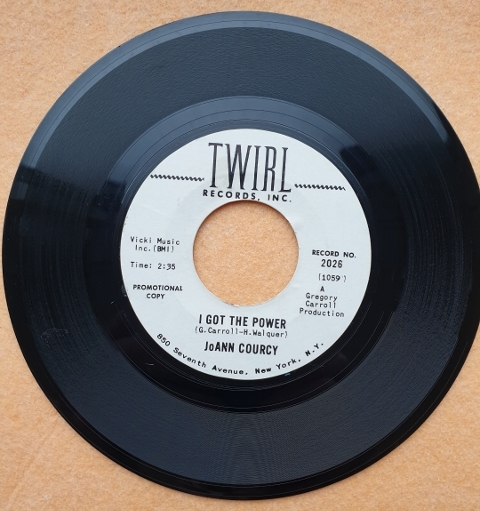 TWIRL
RECORDS, INC.
Vicki Music
Inc.(BMI)
Time: 2:35
PROMOTIONAL
COPY
RECORD NO.
2026
(1059)
A
Gregory
Carroll
Production
I GOT THE POWER
(G.Carroll-H.Walquer)
JoANN COURCY
850 Seventh Avenue, New York, N.Y.